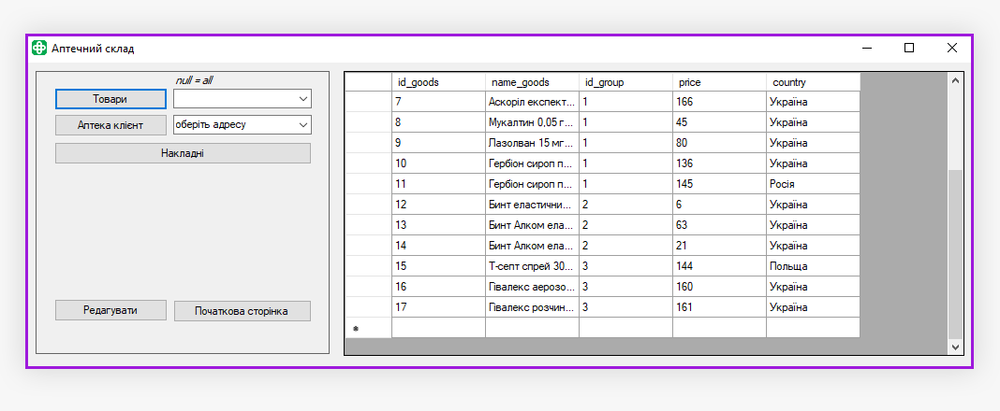 Аптечний склад
null = all
Товари
Аптека клієнт оберіть адресу
Накладні
Редагувати Початкова сторінка
id_goods name_goods id_group price country
7 Аскоріл експект... 1 166 Україна
8 Мукалтин 0,05 г... 1 45 Україна
9 Лазолван 15 мг... 1 80 Україна
10 Гербіон сироп п... 1 136 Україна
11 Гербіон сироп п... 1 145 Росія
12 Бинт еластични... 2 6 Україна
13 Бинт Алком ела... 2 63 Україна
14 Бинт Алком ела... 2 21 Україна
15 Т-септ спрей 30... 3 144 Польща
16 Гівалекс аерозо... 3 160 Україна
17 Гівалекс розчин... 3 161 Україна
*